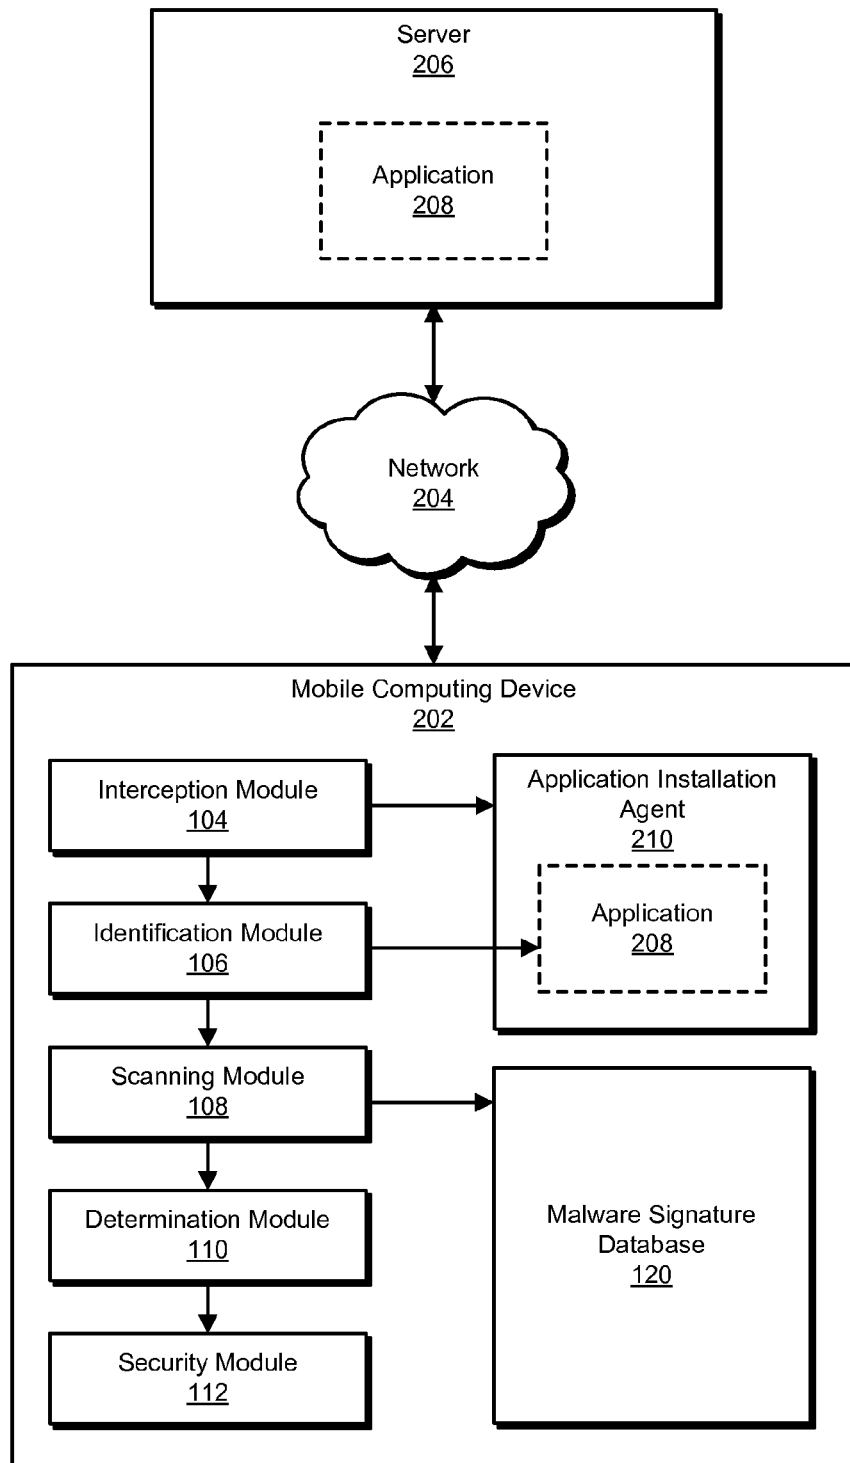 Server
206
Application
208
Network
204
Mobile Computing Device
202
Interception Module
104
Identification Module
106
Scanning Module
108
Determination Module
110
Security Module
112
Application Installation
Agent
210
Application
208
Malware Signature
Database
120